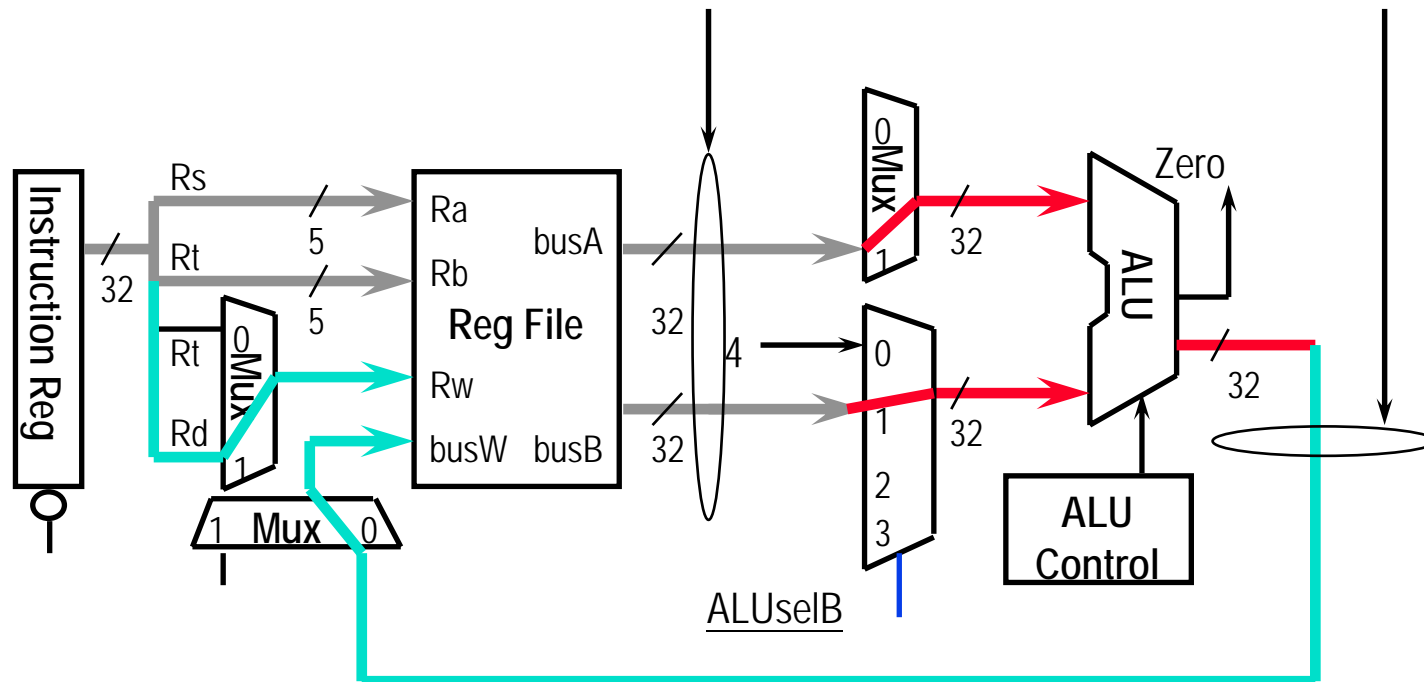 Instruction Reg
32
Rs
5
Rt
5
Rt
Rd
0
Mux
1
1
Mux
0
Ra
Rb
Reg File
Rw
busW
busA
busB
32
32
4
0
Mux
1
0
1
2
3
ALUselB
32
32
ALU
Zero
32
ALU
Control